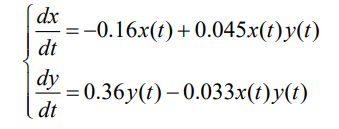 dx/dt = −0.16x(t) + 0.045x(t)y(t)
dy/dt = 0.36y(t) − 0.033x(t)y(t)